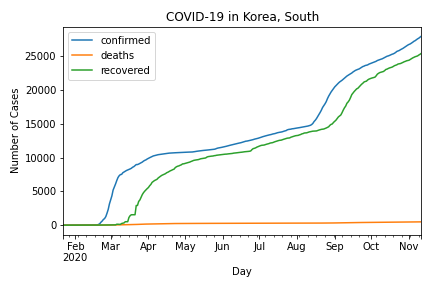 COVID-19 in Korea, South
confirmed
deaths
recovered
Number of Cases
25000
20000
15000
10000
5000
0
Feb Mar Apr May Jun Jul Aug Sep Oct Nov
2020
Day